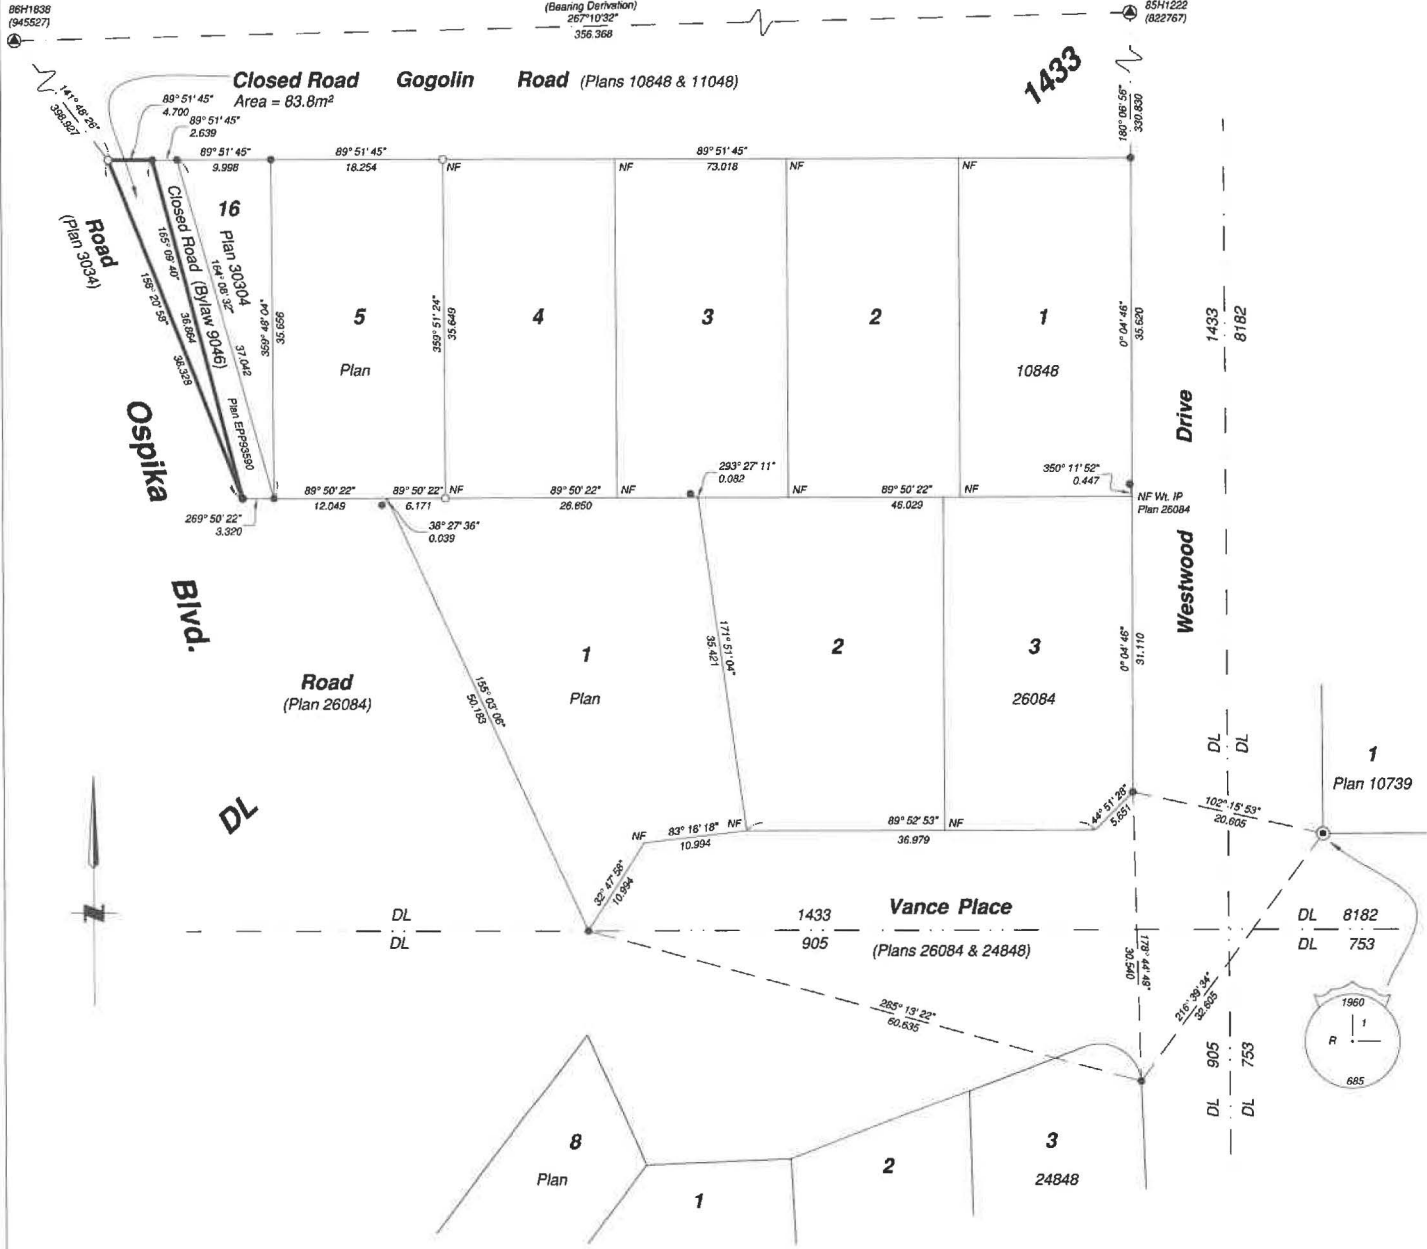 86H1838
(945527)
(Bearing Derivation)
267°10'32"
356.368
85H1222
(822767)
141° 48' 26"
398.927
Closed Road
Area = 83.8m²
Gogolin Road (Plans 10848 & 11048)
1433
180° 06' 56"
330.830
89° 51' 45"
4.700
89° 51' 45"
2.639
89° 51' 45"
9.998
89° 51' 45"
18.254
89° 51' 45"
73.018
NF
NF
NF
NF
Road
(Plan 3034)
158° 20' 58"
38.328
165° 09' 40"
36.864
Closed Road (Bylaw 9046)
Plan EPP93590
16
Plan 30304
164° 08' 32"
37.042
359° 48' 04"
35.656
5
Plan
359° 51' 24"
35.649
4
3
2
1
10848
0° 04' 46"
35.620
1433
8182
Ospika
Blvd.
Drive
Westwood
269° 50' 22"
3.320
89° 50' 22"
12.049
89° 50' 22"
6.171
38° 27' 36"
0.039
NF
89° 50' 22"
26.650
NF
293° 27' 11"
0.082
NF
89° 50' 22"
46.029
NF
350° 11' 52"
0.447
NF Wt. IP
Plan 26084
Road
(Plan 26084)
155° 03' 06"
50.183
1
Plan
171° 51' 04"
35.421
2
3
26084
0° 04' 46"
31.110
DL
DL
DL
1
Plan 10739
NF
83° 16' 18"
10.994
NF
89° 52' 53"
36.979
NF
44° 51' 28"
5.651
102° 15' 53"
20.605
32° 47' 58"
10.994
N
DL
DL
1433
905
Vance Place
(Plans 26084 & 24848)
DL 8182
DL 753
178° 44' 48"
30.540
216° 39' 34"
32.605
285° 13' 22"
60.635
1960
1
R
685
905
753
DL
DL
8
Plan
1
2
3
24848